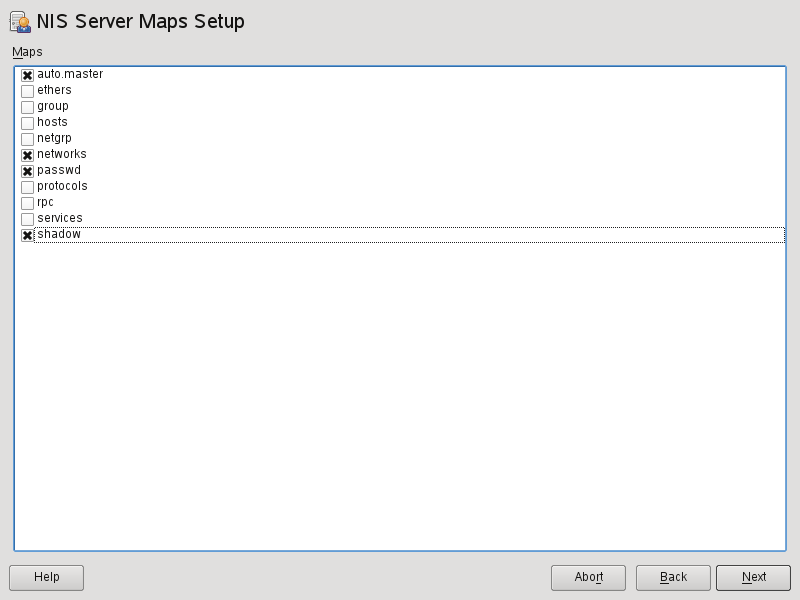 NIS Server Maps Setup
Maps
auto.master
ethers
group
hosts
netgrp
networks
passwd
protocols
rpc
services
shadow
Help Abort Back Next